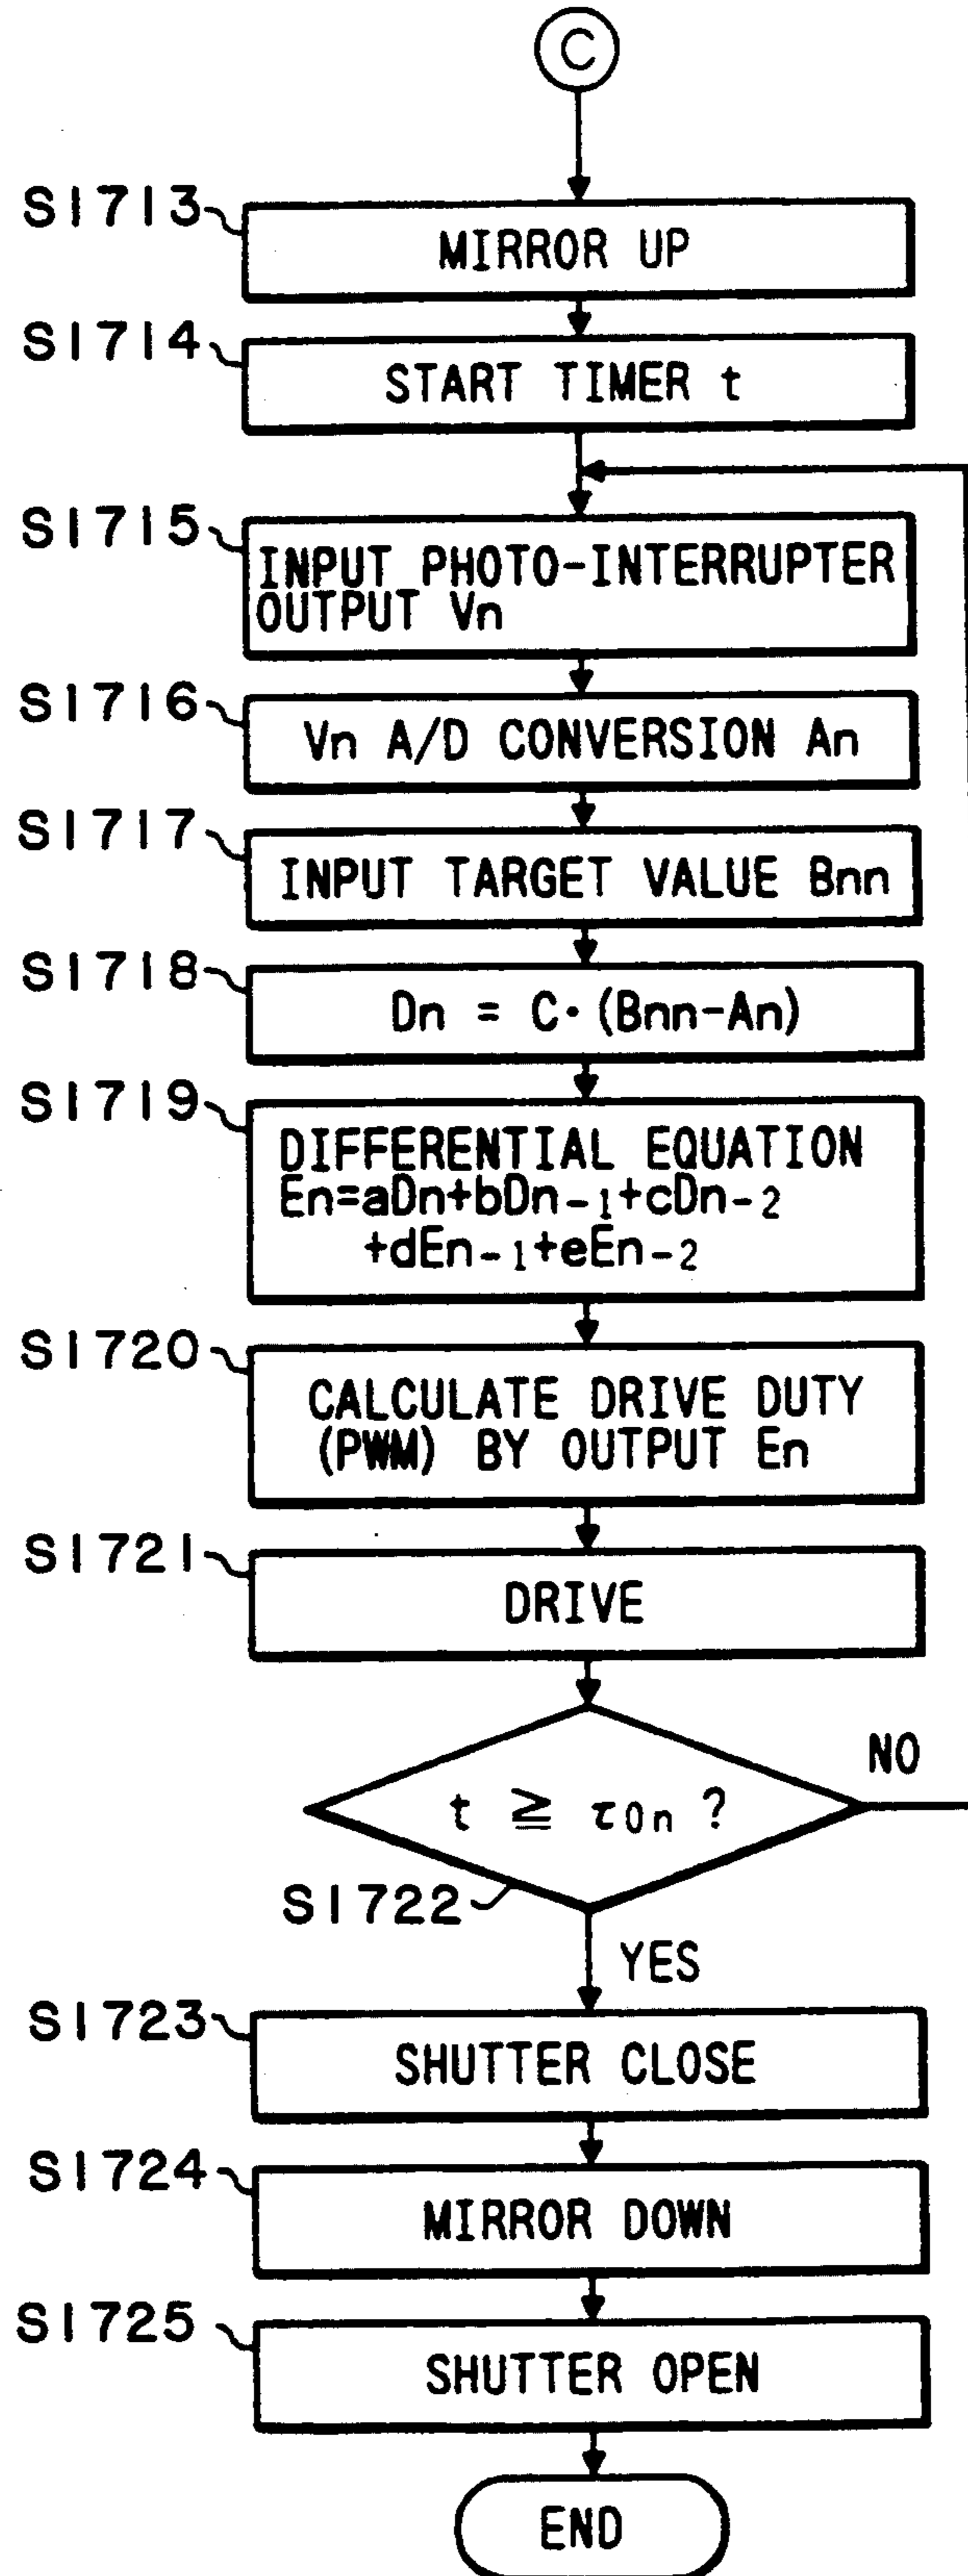 C
S1713
MIRROR UP
S1714
START TIMER t
S1715
INPUT PHOTO-INTERRUPTER
OUTPUT Vn
S1716
Vn A/D CONVERSION An
S1717
INPUT TARGET VALUE Bnn
S1718
Dn = C·(Bnn-An)
S1719
DIFFERENTIAL EQUATION
En=aDn+bDn-1+cDn-2
+dEn-1+eEn-2
S1720
CALCULATE DRIVE DUTY
(PWM) BY OUTPUT En
S1721
DRIVE
NO
t ≧ τ0n ?
S1722
YES
S1723
SHUTTER CLOSE
S1724
MIRROR DOWN
S1725
SHUTTER OPEN
END